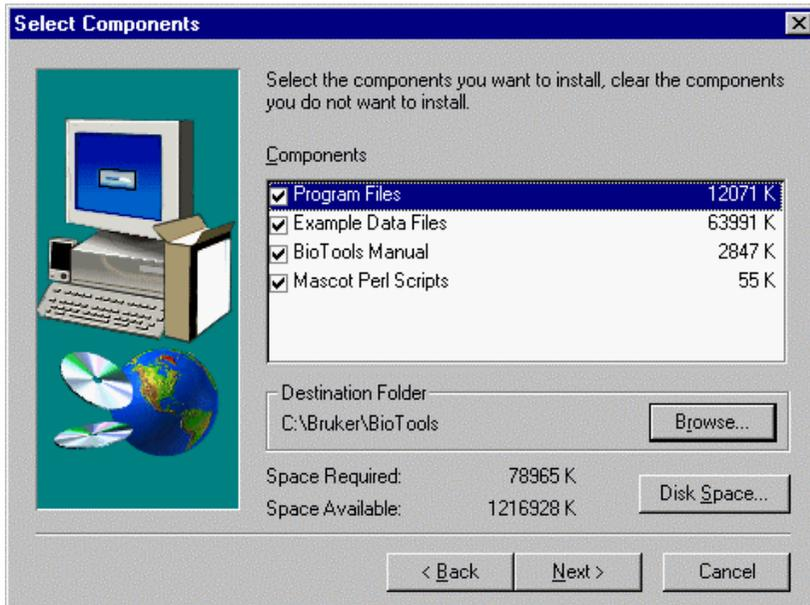 Select Components
Select the components you want to install, clear the components
you do not want to install.
Components
Program Files 12071 K
Example Data Files 63991 K
BioTools Manual 2847 K
Mascot Perl Scripts 55 K
Destination Folder
C:\Bruker\BioTools
Browse...
Space Required: 78965 K
Space Available: 1216928 K
Disk Space...
< Back Next > Cancel